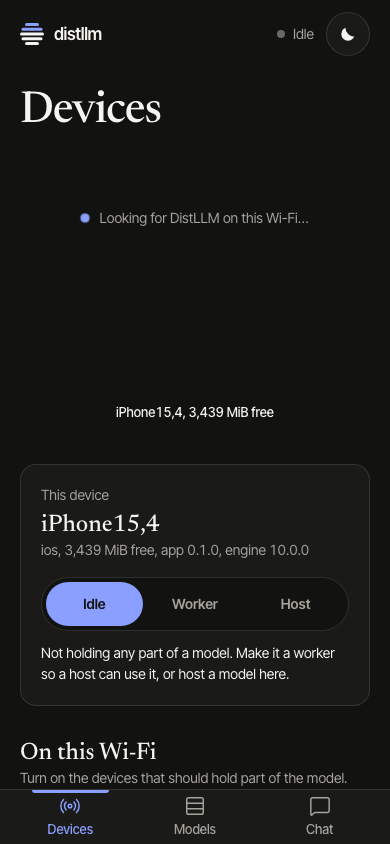 distllm
Idle
Devices
Looking for DistLLM on this Wi-Fi...
iPhone15,4, 3,439 MiB free
This device
iPhone15,4
ios, 3,439 MiB free, app 0.1.0, engine 10.0.0
Idle Worker Host
Not holding any part of a model. Make it a worker
so a host can use it, or host a model here.
On this Wi-Fi
Turn on the devices that should hold part of the model.
Devices Models Chat